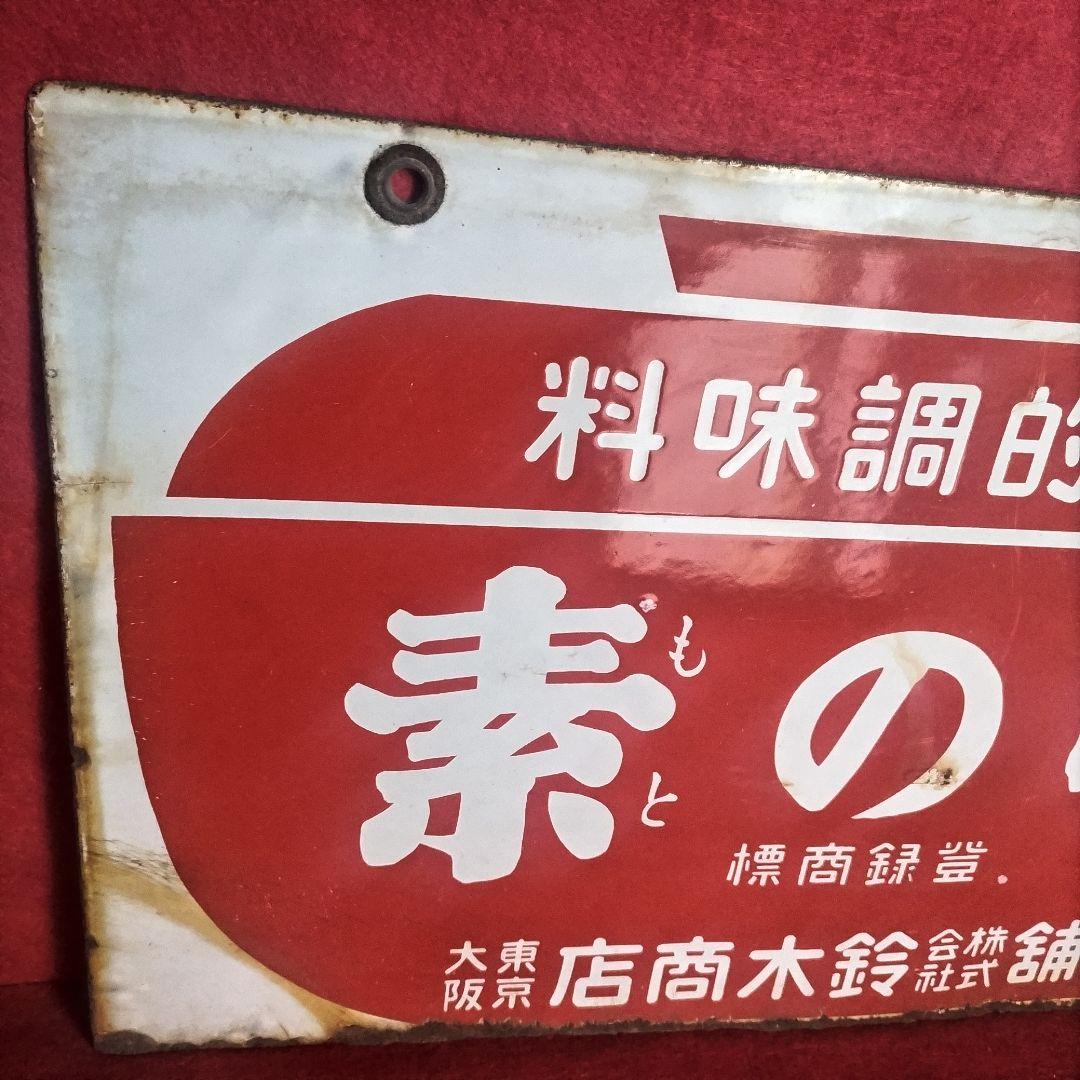 的調味料
の素
もと
登録商標
舗株式会社鈴木商店東京大阪